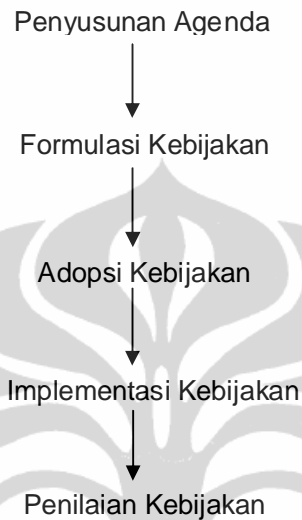 Penyusunan Agenda
Formulasi Kebijakan
Adopsi Kebijakan
Implementasi Kebijakan
Penilaian Kebijakan